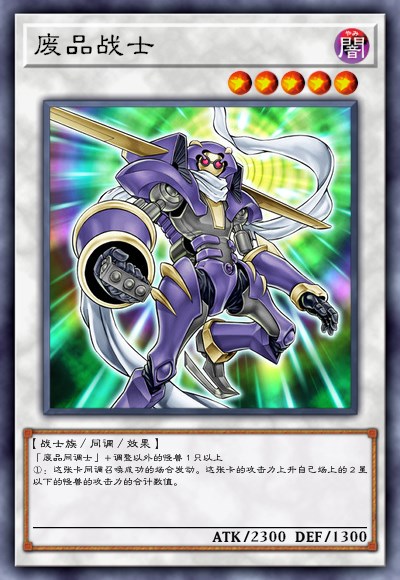 废品战士
やみ
闇
【战士族／同调／效果】
「废品同调士」＋调整以外的怪兽1只以上
①：这张卡同调召唤成功的场合发动。这张卡的攻击力上升自己场上的2星
以下的怪兽的攻击力的合计数值。
ATK/2300 DEF/1300